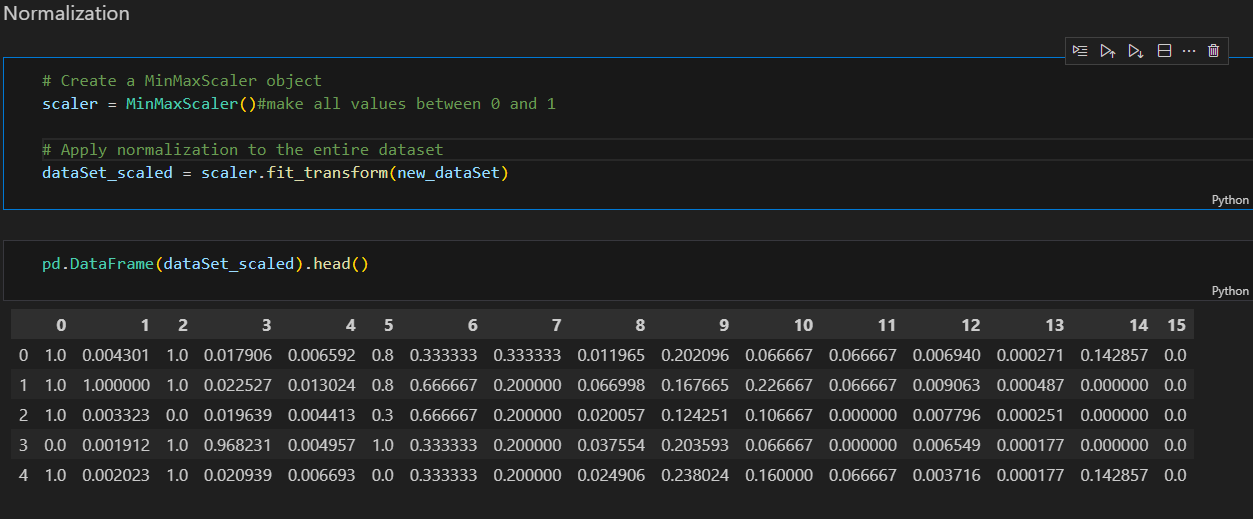 Normalization
# Create a MinMaxScaler object
scaler = MinMaxScaler()#make all values between 0 and 1
# Apply normalization to the entire dataset
dataSet_scaled = scaler.fit_transform(new_dataSet)
Python
pd.DataFrame(dataSet_scaled).head()
Python
0 1 2 3 4 5 6 7 8 9 10 11 12 13 14 15
0 1.0 0.004301 1.0 0.017906 0.006592 0.8 0.333333 0.333333 0.011965 0.202096 0.066667 0.066667 0.006940 0.000271 0.142857 0.0
1 1.0 1.000000 1.0 0.022527 0.013024 0.8 0.666667 0.200000 0.066998 0.167665 0.226667 0.066667 0.009063 0.000487 0.000000 0.0
2 1.0 0.003323 0.0 0.019639 0.004413 0.3 0.666667 0.200000 0.020057 0.124251 0.106667 0.000000 0.007796 0.000251 0.000000 0.0
3 0.0 0.001912 1.0 0.968231 0.004957 1.0 0.333333 0.200000 0.037554 0.203593 0.066667 0.000000 0.006549 0.000177 0.000000 0.0
4 1.0 0.002023 1.0 0.020939 0.006693 0.0 0.333333 0.200000 0.024906 0.238024 0.160000 0.066667 0.003716 0.000177 0.142857 0.0